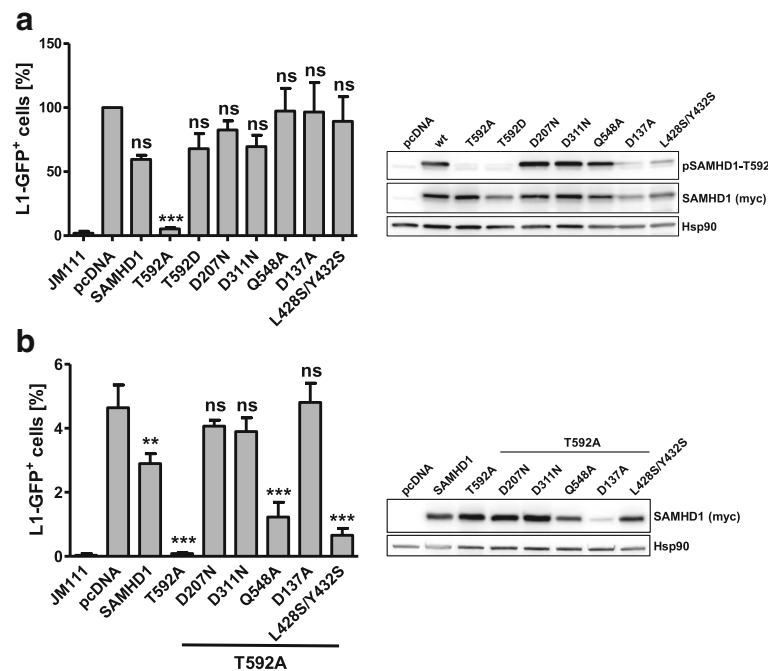 a
L1-GFP+ cells [%]
150
100
50
0
ns
***
ns
ns
ns
ns
ns
ns
JM111
pcDNA
SAMHD1
T592A
T592D
D207N
D311N
Q548A
D137A
L428S/Y432S
pcDNA
wt
T592A
T592D
D207N
D311N
Q548A
D137A
L428S/Y432S
pSAMHD1-T592
SAMHD1 (myc)
Hsp90
b
L1-GFP+ cells [%]
6
4
2
0
**
***
ns
ns
***
ns
***
JM111
pcDNA
SAMHD1
T592A
D207N
D311N
Q548A
D137A
L428S/Y432S
T592A
T592A
pcDNA
SAMHD1
T592A
D207N
D311N
Q548A
D137A
L428S/Y432S
SAMHD1 (myc)
Hsp90